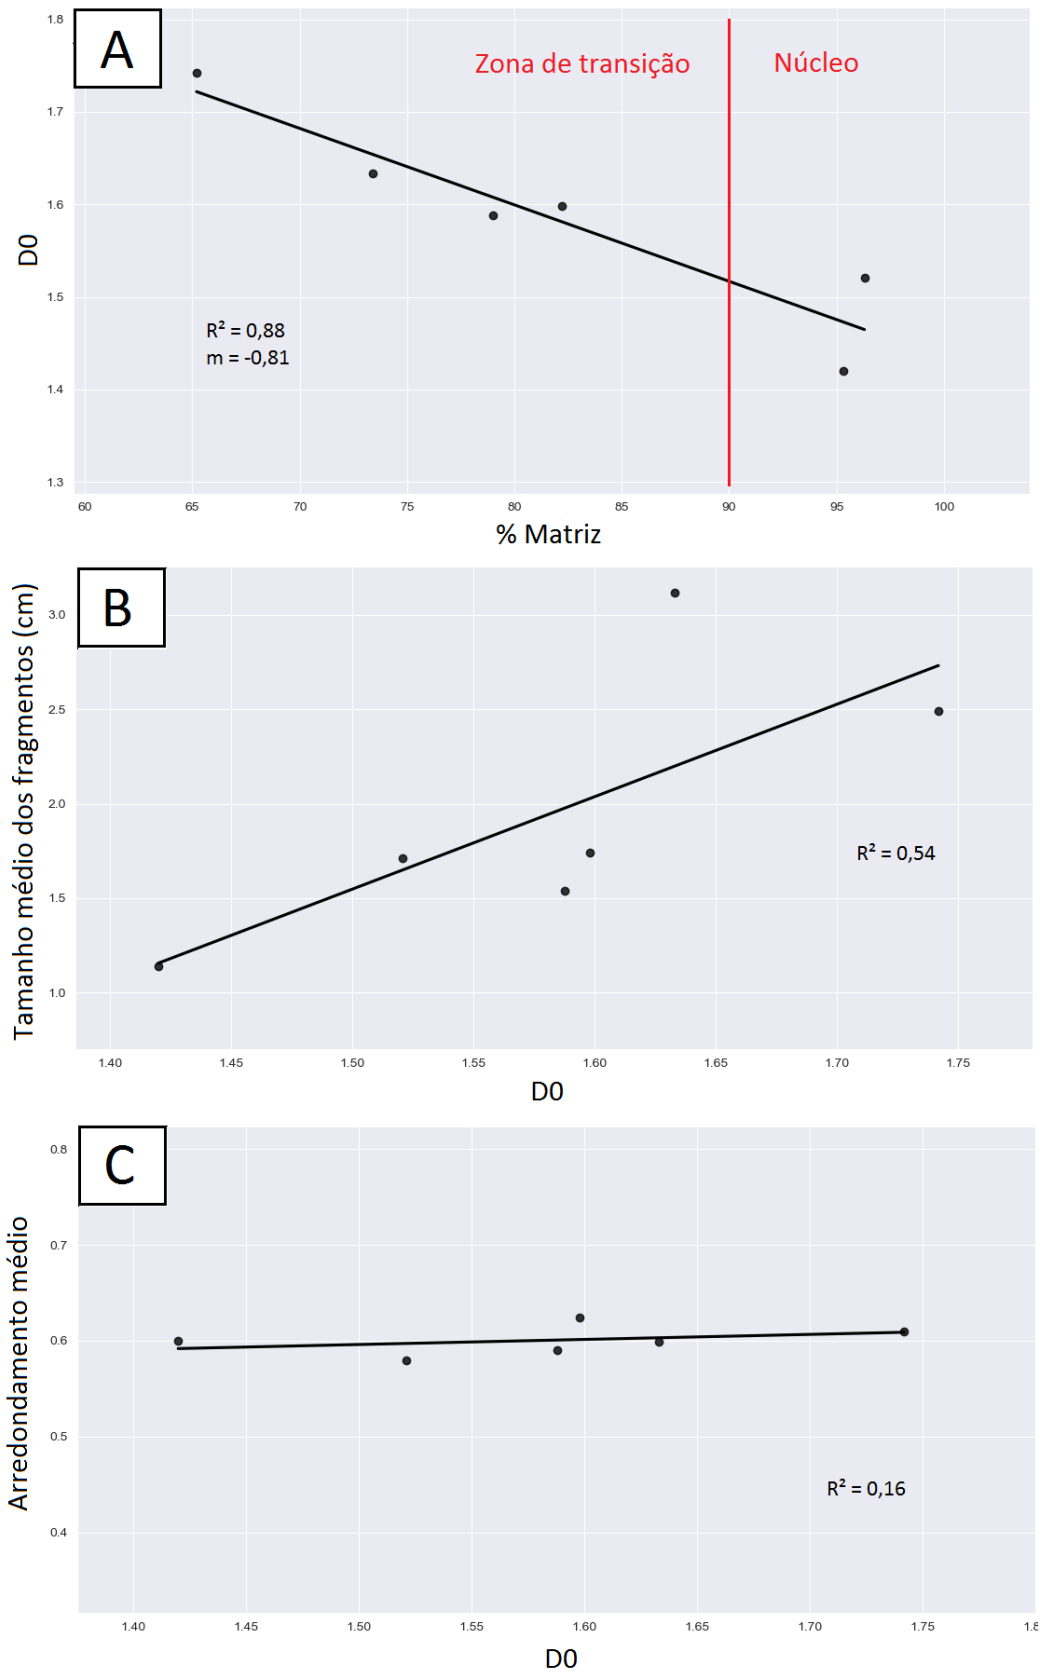 A
Zona de transição
Núcleo
1.8
1.7
1.6
1.5
1.4
1.3
D0
R² = 0,88
m = -0,81
60 65 70 75 80 85 90 95 100
% Matriz
B
3.0
2.5
2.0
1.5
1.0
Tamanho médio dos fragmentos (cm)
R² = 0,54
1.40 1.45 1.50 1.55 1.60 1.65 1.70 1.75
D0
C
0.8
0.7
0.6
0.5
0.4
Arredondamento médio
R² = 0,16
1.40 1.45 1.50 1.55 1.60 1.65 1.70 1.75
D0